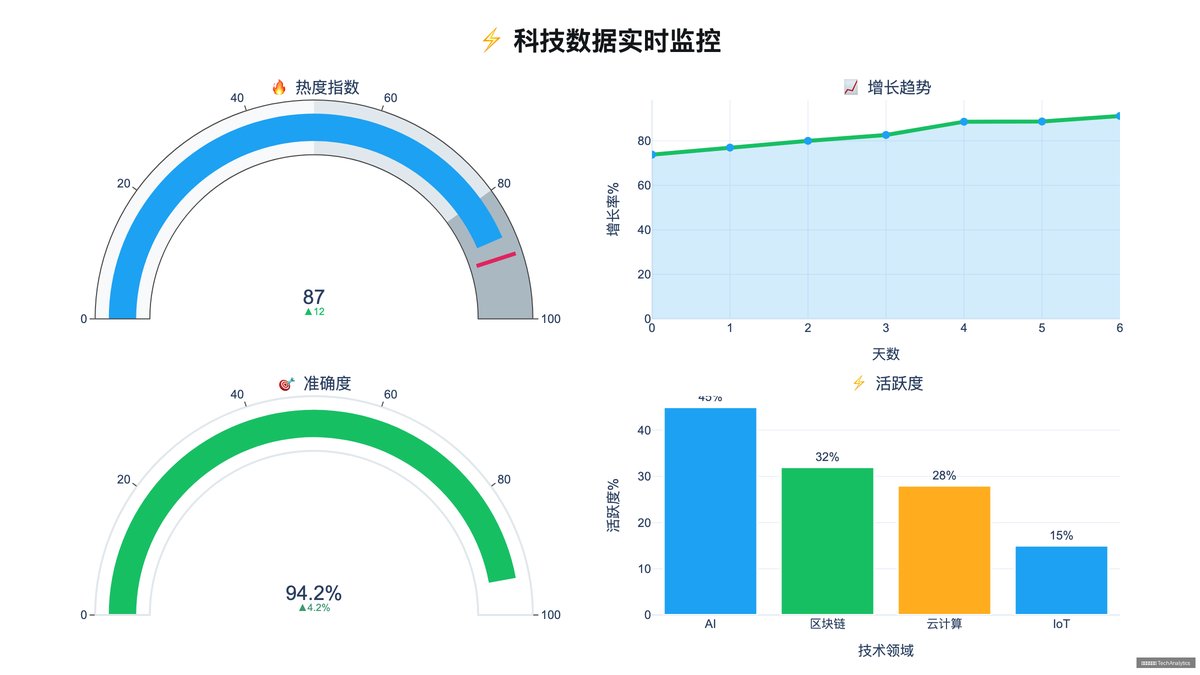 ⚡ 科技数据实时监控
🔥 热度指数
0
20
40
60
80
100
87
▲12
📈 增长趋势
增长率%
80
60
40
20
0
0 1 2 3 4 5 6
天数
🎯 准确度
0
20
40
60
80
100
94.2%
▲4.2%
⚡ 活跃度
活跃度%
40
30
20
10
0
45%
32%
28%
15%
AI 区块链 云计算 IoT
技术领域
TechAnalytics